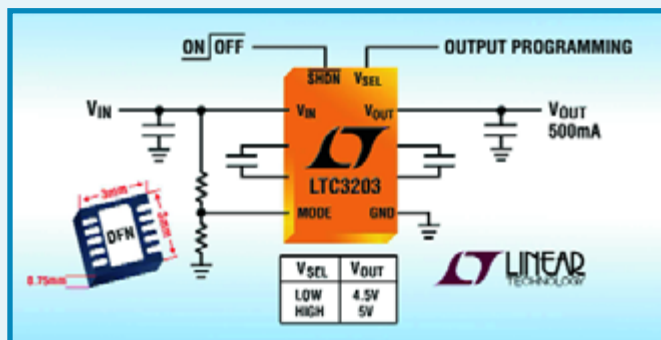 ON OFF
OUTPUT PROGRAMMING
SHDN VSEL
VIN
VIN
VOUT
VOUT
500mA
LTC3203
MODE
GND
3mm
3mm
DFN
0.75mm
VSEL VOUT
LOW 4.5V
HIGH 5V
LINEAR
TECHNOLOGY